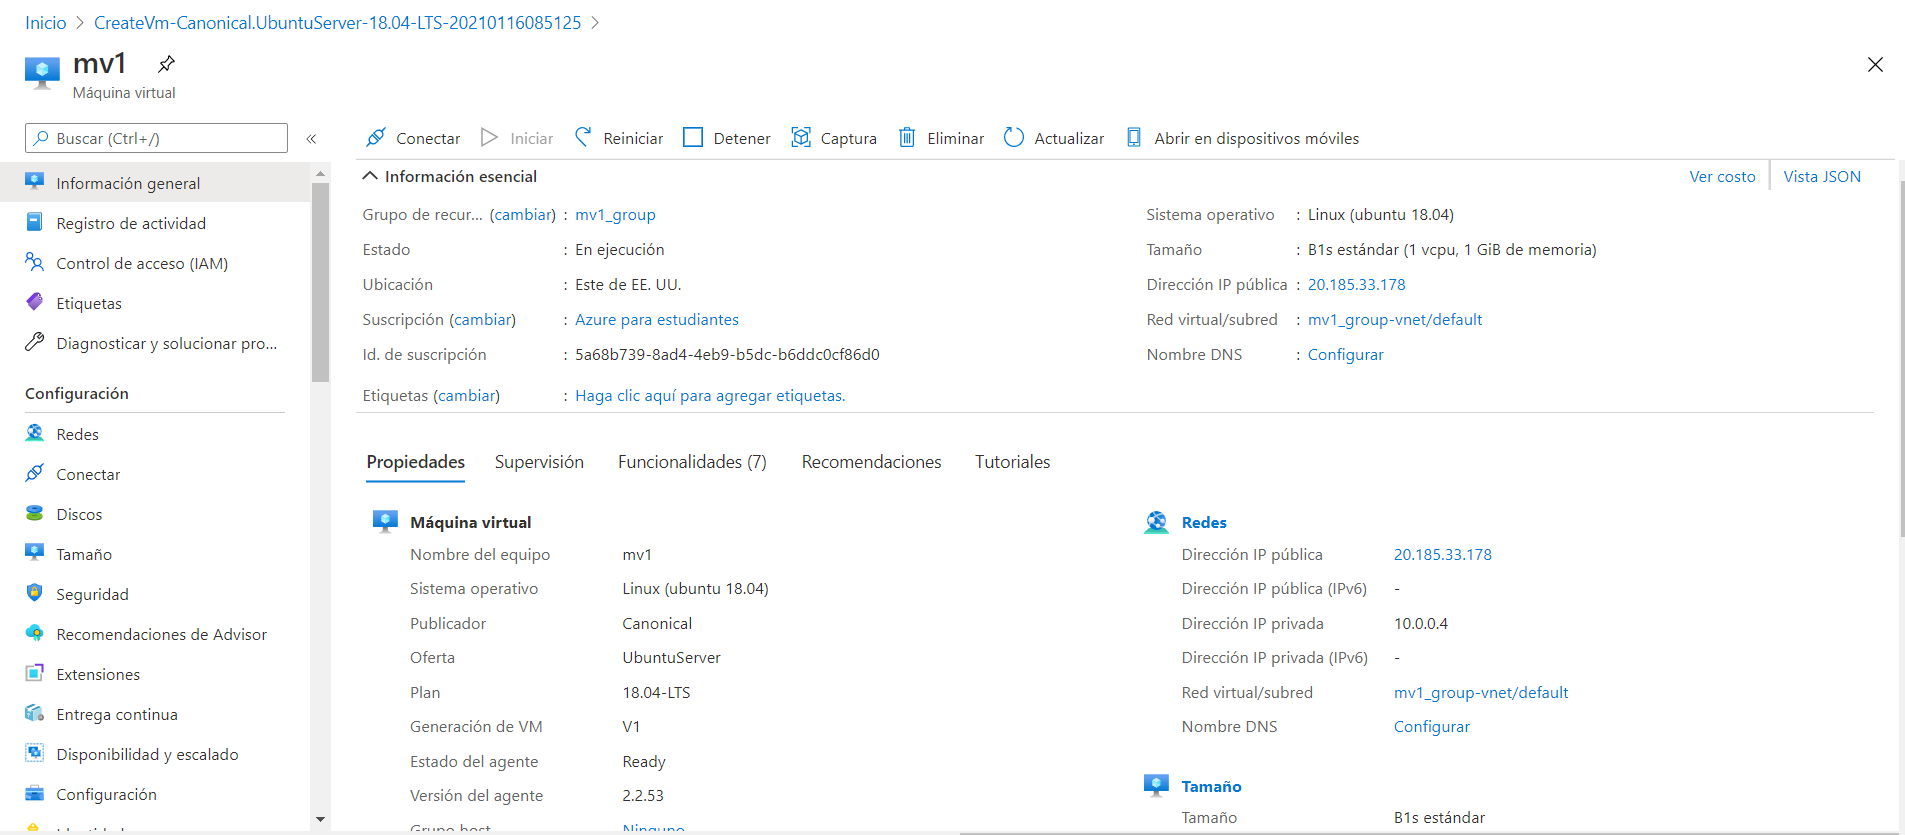 Inicio > CreateVm-Canonical.UbuntuServer-18.04-LTS-20210116085125 >
mv1
Máquina virtual
Buscar (Ctrl+/)
«
Información general
Registro de actividad
Control de acceso (IAM)
Etiquetas
Diagnosticar y solucionar pro...
Configuración
Redes
Conectar
Discos
Tamaño
Seguridad
Recomendaciones de Advisor
Extensiones
Entrega continua
Disponibilidad y escalado
Configuración
Conectar Iniciar Reiniciar Detener Captura Eliminar Actualizar Abrir en dispositivos móviles
Información esencial
Ver costo Vista JSON
Grupo de recur... (cambiar) : mv1_group
Estado : En ejecución
Ubicación : Este de EE. UU.
Suscripción (cambiar) : Azure para estudiantes
Id. de suscripción : 5a68b739-8ad4-4eb9-b5dc-b6ddc0cf86d0
Etiquetas (cambiar) : Haga clic aquí para agregar etiquetas.
Sistema operativo : Linux (ubuntu 18.04)
Tamaño : B1s estándar (1 vcpu, 1 GiB de memoria)
Dirección IP pública : 20.185.33.178
Red virtual/subred : mv1_group-vnet/default
Nombre DNS : Configurar
Propiedades Supervisión Funcionalidades (7) Recomendaciones Tutoriales
Máquina virtual
Nombre del equipo mv1
Sistema operativo Linux (ubuntu 18.04)
Publicador Canonical
Oferta UbuntuServer
Plan 18.04-LTS
Generación de VM V1
Estado del agente Ready
Versión del agente 2.2.53
Grupo host Ninguno
Redes
Dirección IP pública 20.185.33.178
Dirección IP pública (IPv6) -
Dirección IP privada 10.0.0.4
Dirección IP privada (IPv6) -
Red virtual/subred mv1_group-vnet/default
Nombre DNS Configurar
Tamaño
Tamaño B1s estándar